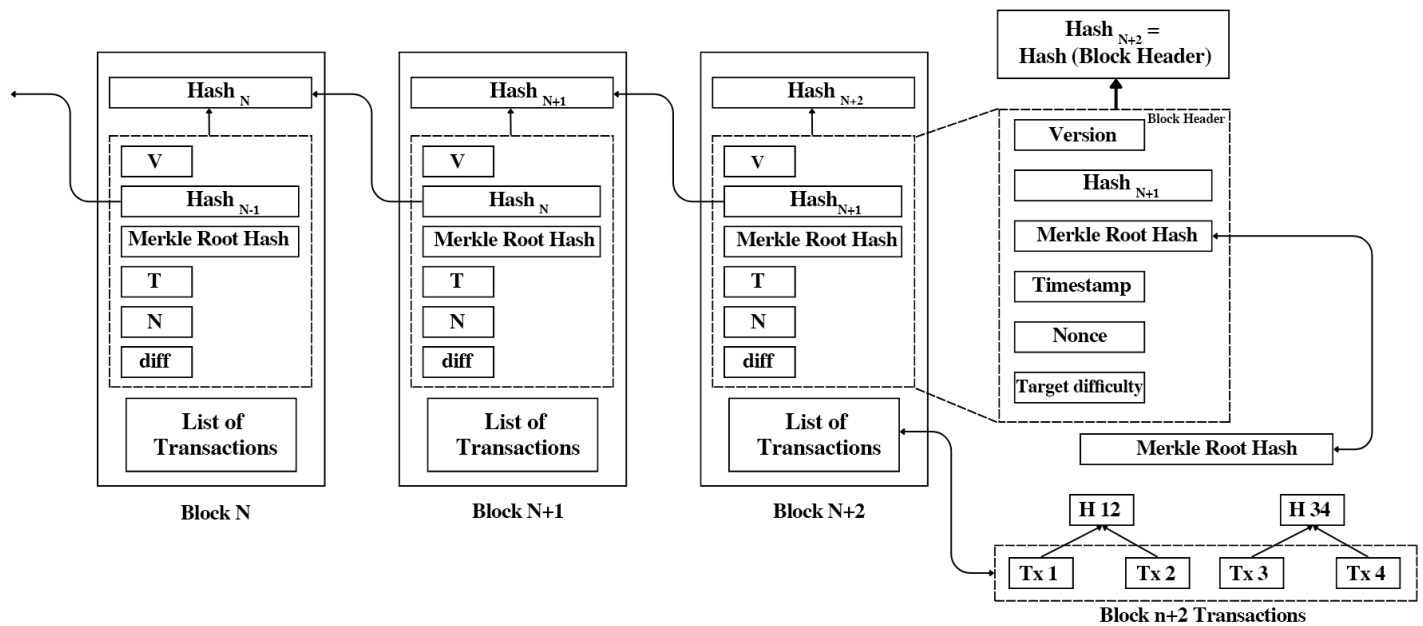 Hash N
V
Hash N-1
Merkle Root Hash
T
N
diff
List of
Transactions
Block N
Hash N+1
V
Hash N
Merkle Root Hash
T
N
diff
List of
Transactions
Block N+1
Hash N+2
V
Hash N+1
Merkle Root Hash
T
N
diff
List of
Transactions
Block N+2
Hash N+2 =
Hash (Block Header)
Block Header
Version
Hash N+1
Merkle Root Hash
Timestamp
Nonce
Target difficulty
Merkle Root Hash
H 12
H 34
Tx 1
Tx 2
Tx 3
Tx 4
Block n+2 Transactions